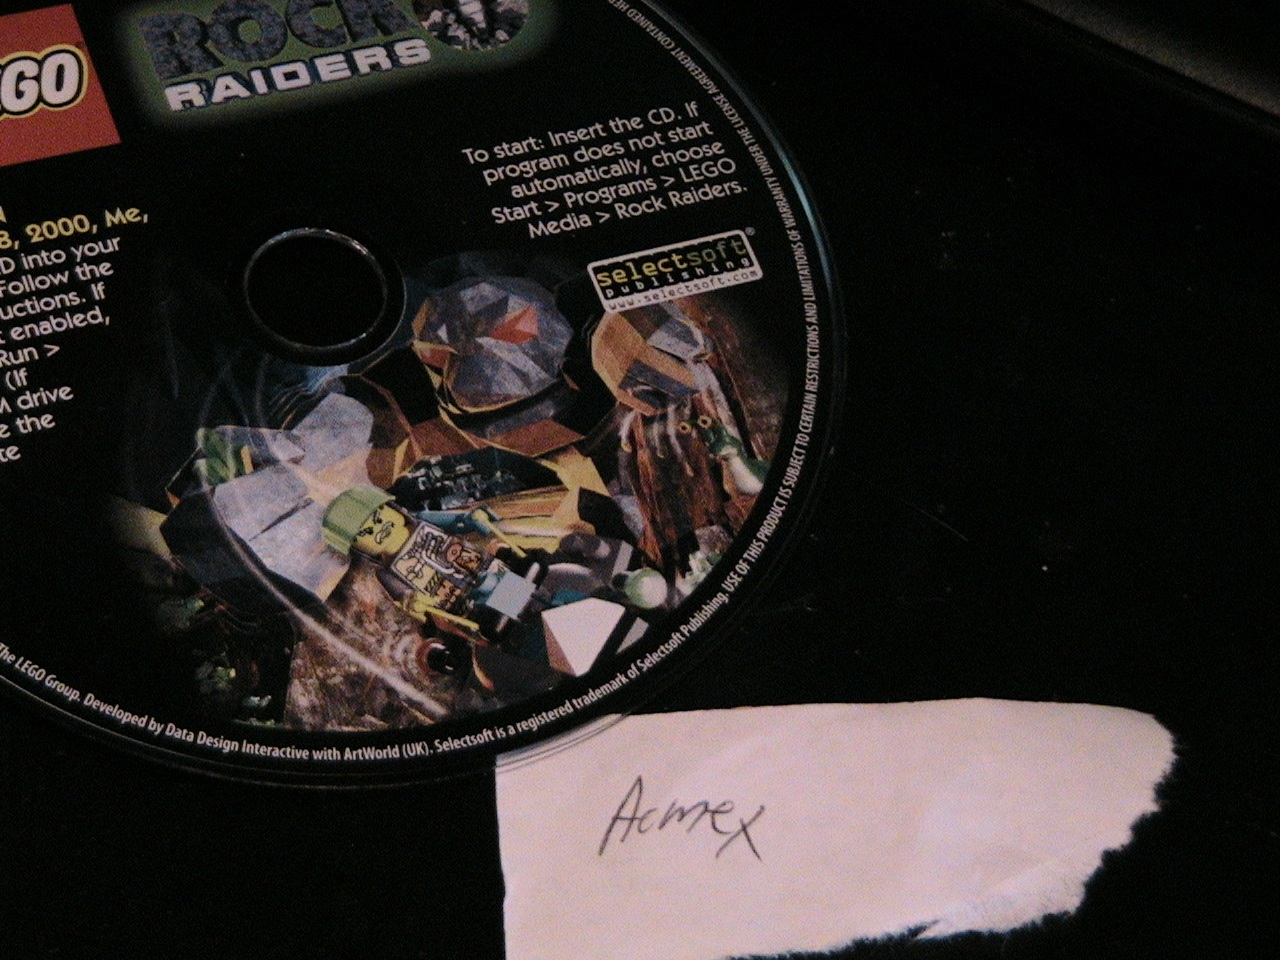 LEGO
ROCK
RAIDERS
To start: Insert the CD. If
program does not start
automatically, choose
Start > Programs > LEGO
Media > Rock Raiders.
8, 2000, Me,
D into your
Follow the
uctions. If
t enabled,
Run >
(If
M drive
e the
te
selectsoft®
publishing
www.selectsoft.com
The LEGO Group. Developed by Data Design Interactive with ArtWorld (UK). Selectsoft is a registered trademark of Selectsoft Publishing. USE OF THIS PRODUCT IS SUBJECT TO CERTAIN RESTRICTIONS AND LIMITATIONS OF WARRANTY UNDER THE LICENSE AGREEMENT CONTAINED HER
Acmex